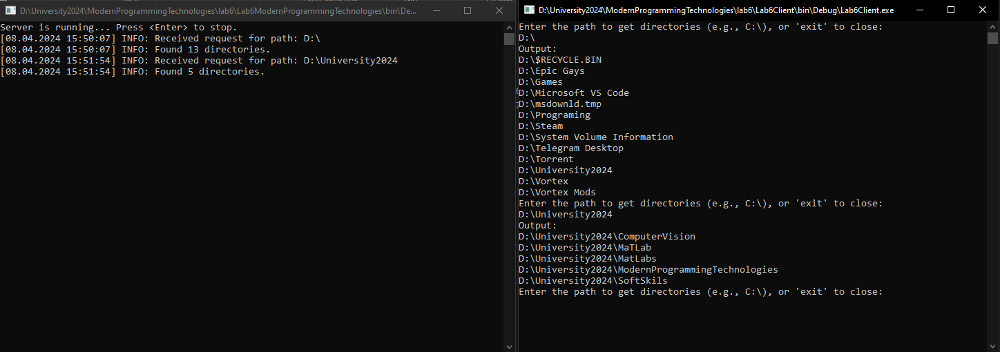 D:\University2024\ModernProgrammingTechnologies\lab6\Lab6ModernProgrammingTechnologies\bin\De...
Server is running... Press <Enter> to stop.
[08.04.2024 15:50:07] INFO: Received request for path: D:\
[08.04.2024 15:50:07] INFO: Found 13 directories.
[08.04.2024 15:51:54] INFO: Received request for path: D:\University2024
[08.04.2024 15:51:54] INFO: Found 5 directories.
D:\University2024\ModernProgrammingTechnologies\lab6\Lab6Client\bin\Debug\Lab6Client.exe
Enter the path to get directories (e.g., C:\), or 'exit' to close:
D:\
Output:
D:\$RECYCLE.BIN
D:\Epic Gays
D:\Games
D:\Microsoft VS Code
D:\msdownld.tmp
D:\Programing
D:\Steam
D:\System Volume Information
D:\Telegram Desktop
D:\Torrent
D:\University2024
D:\Vortex
D:\Vortex Mods
Enter the path to get directories (e.g., C:\), or 'exit' to close:
D:\University2024
Output:
D:\University2024\ComputerVision
D:\University2024\MaTLab
D:\University2024\MatLabs
D:\University2024\ModernProgrammingTechnologies
D:\University2024\SoftSkils
Enter the path to get directories (e.g., C:\), or 'exit' to close: